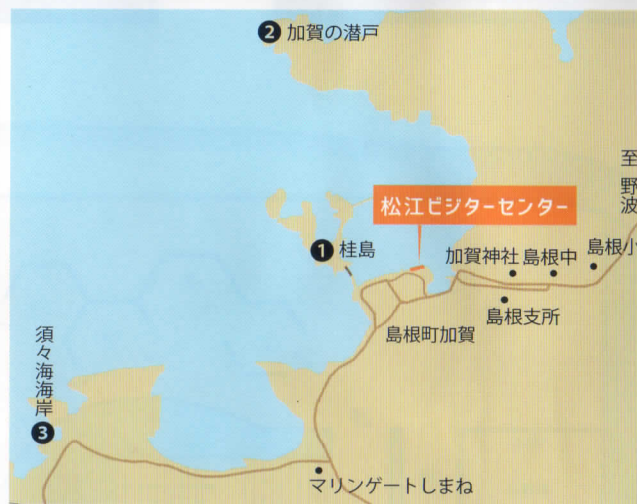 ❷ 加賀の潜戸
至 野波
松江ビジターセンター
❶ 桂島
加賀神社
島根中
島根小
島根支所
島根町加賀
須々海海岸
❸
マリンゲートしまね